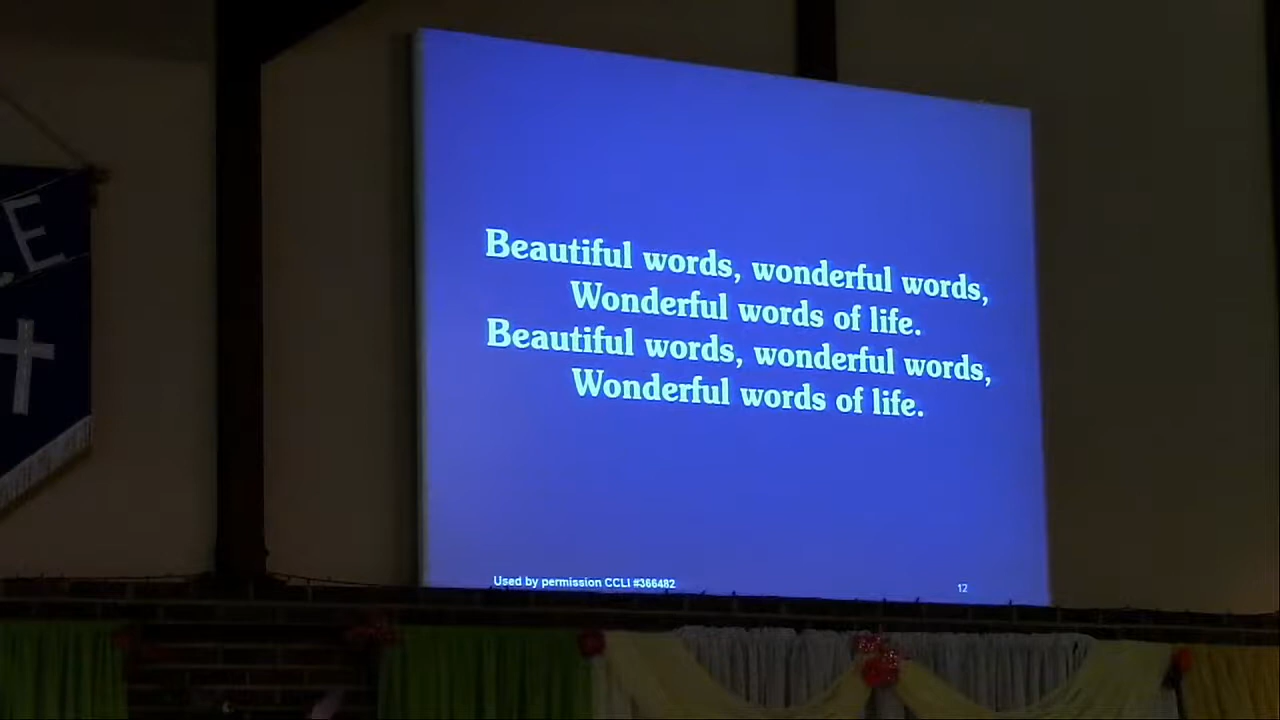 Beautiful words, wonderful words,
Wonderful words of life.
Beautiful words, wonderful words,
Wonderful words of life.
Used by permission CCLI #366482
12